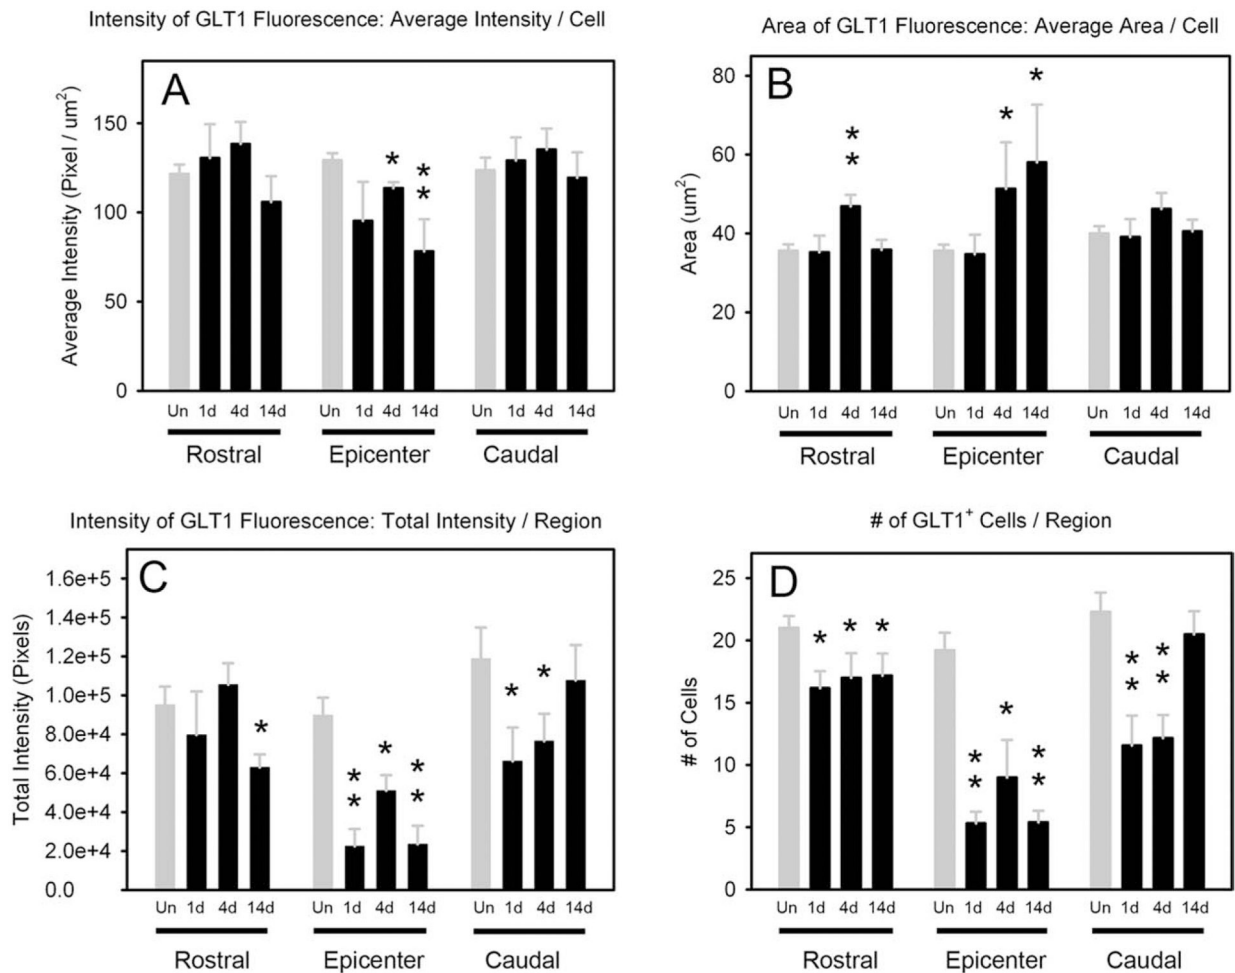 Intensity of GLT1 Fluorescence: Average Intensity / Cell
A
Average Intensity (Pixel / um²)
150
100
50
0
* * *
Un 1d 4d 14d Un 1d 4d 14d Un 1d 4d 14d
Rostral Epicenter Caudal
Area of GLT1 Fluorescence: Average Area / Cell
B
Area (um²)
80
60
40
20
0
* * * *
Un 1d 4d 14d Un 1d 4d 14d Un 1d 4d 14d
Rostral Epicenter Caudal
Intensity of GLT1 Fluorescence: Total Intensity / Region
C
Total Intensity (Pixels)
1.6e+5
1.4e+5
1.2e+5
1.0e+5
8.0e+4
6.0e+4
4.0e+4
2.0e+4
0.0
* * * * * * * *
Un 1d 4d 14d Un 1d 4d 14d Un 1d 4d 14d
Rostral Epicenter Caudal
# of GLT1⁺ Cells / Region
D
# of Cells
25
20
15
10
5
0
* * * * * * * * * * * *
Un 1d 4d 14d Un 1d 4d 14d Un 1d 4d 14d
Rostral Epicenter Caudal